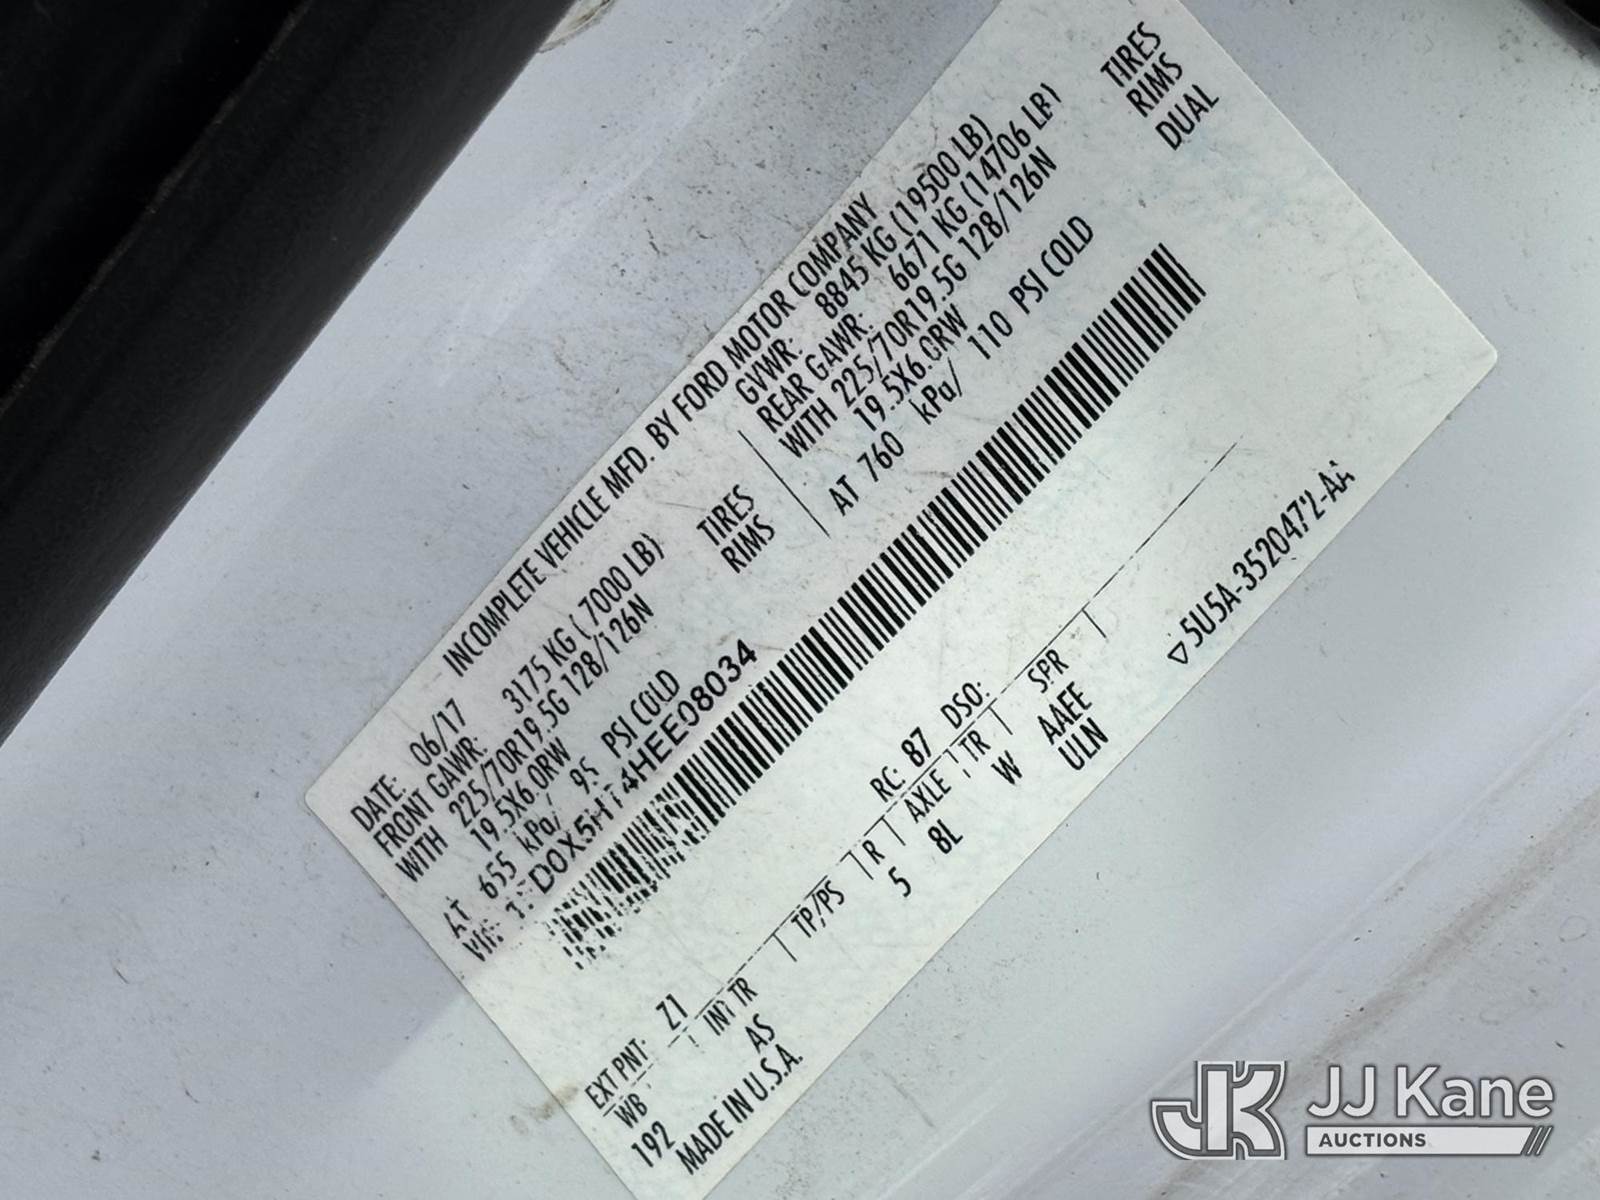 INCOMPLETE VEHICLE MFD. BY FORD MOTOR COMPANY
DATE: 06/17 GVWR: 8845 KG (19500 LB)
FRONT GAWR: 3175 KG ( 7000 LB) REAR GAWR: 6671 KG (14706 LB)
WITH 225/70R19.5G 128/126N TIRES WITH 225/70R19.5G 128/126N TIRES
19.5X6.0RW RIMS 19.5X6.0RW RIMS
AT 655 kPa/ 95 PSI COLD AT 760 kPa/ 110 PSI COLD DUAL
VIN: DOX5HT4HEE08034
EXT PNT: Z1 RC: 87 DSO:
WB INT TR TP/PS R AXLE TR SPR
192 AS 5 8L W AAEE
MADE IN U.S.A. ULN
▽5U5A-3520472-AA
JK JJ Kane
AUCTIONS